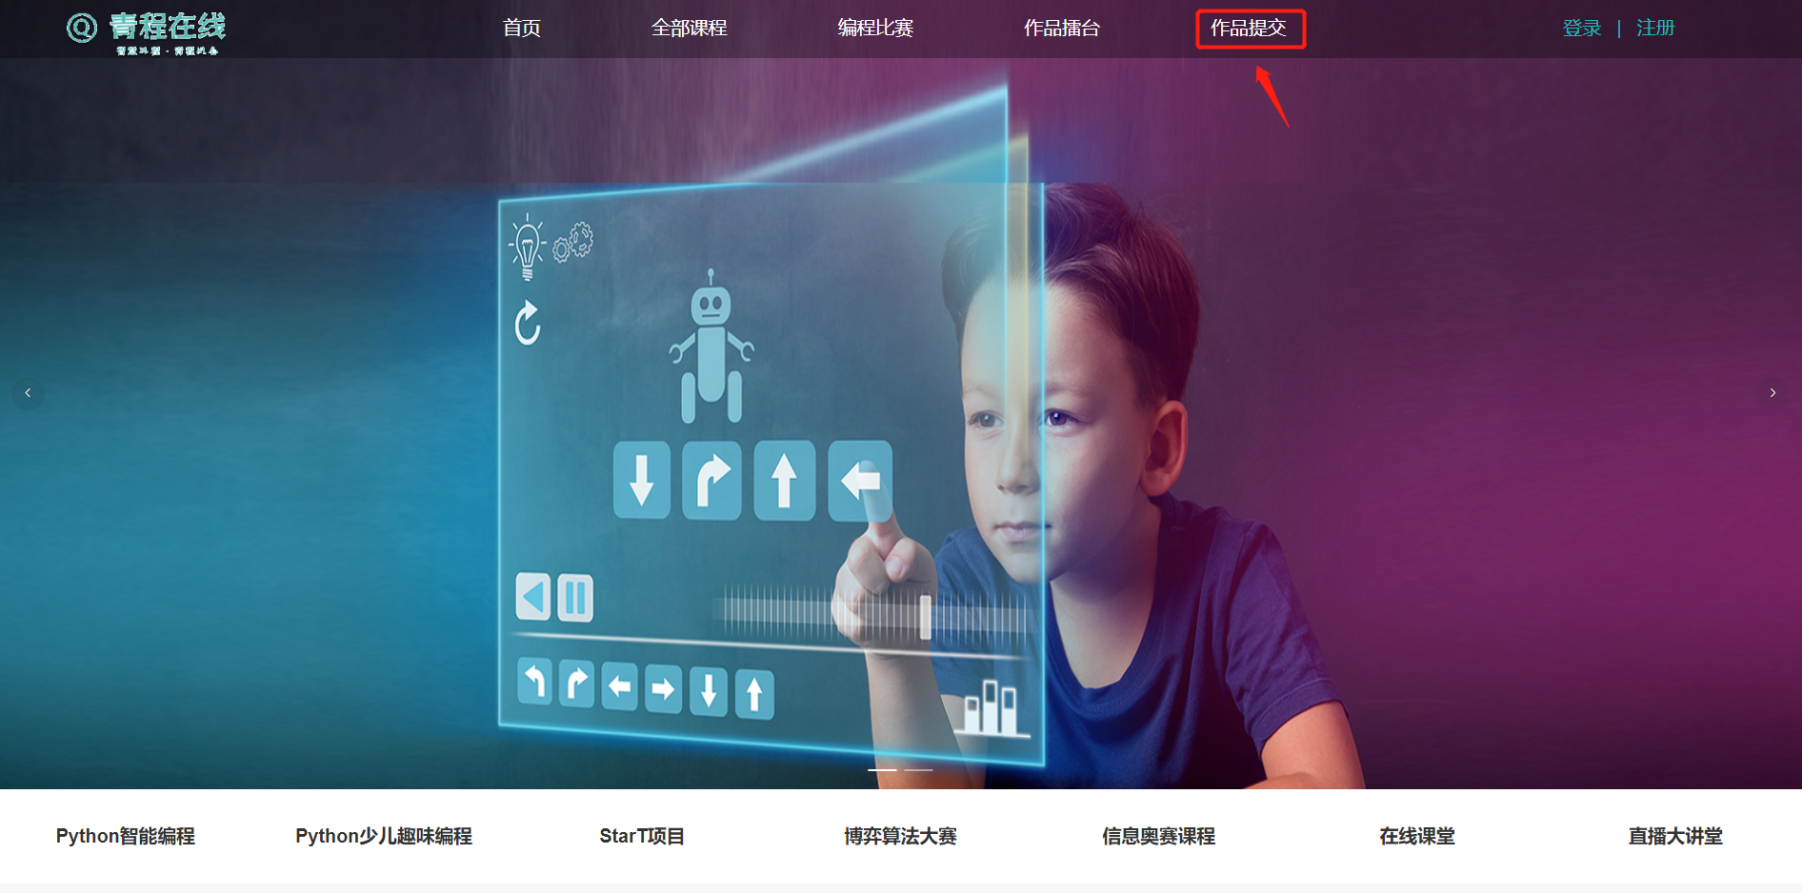 青程在线
首页 全部课程 编程比赛 作品擂台 作品提交 登录 | 注册
Python智能编程 Python少儿趣味编程 StarT项目 博弈算法大赛 信息奥赛课程 在线课堂 直播大讲堂